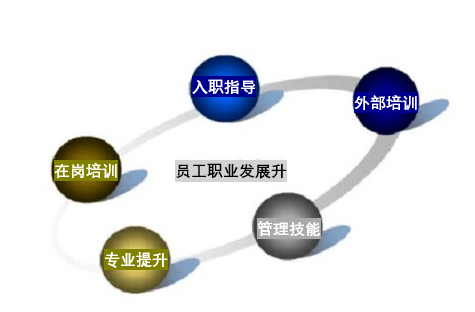 入职指导
外部培训
在岗培训
员工职业发展升
管理技能
专业提升